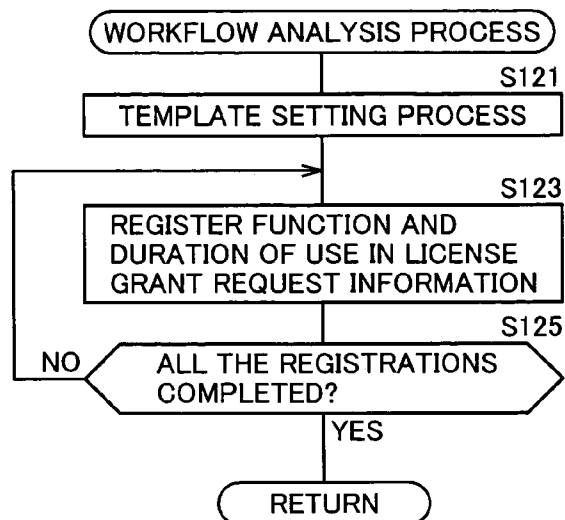 WORKFLOW ANALYSIS PROCESS
S121
TEMPLATE SETTING PROCESS
S123
REGISTER FUNCTION AND
DURATION OF USE IN LICENSE
GRANT REQUEST INFORMATION
S125
NO
ALL THE REGISTRATIONS
COMPLETED?
YES
RETURN